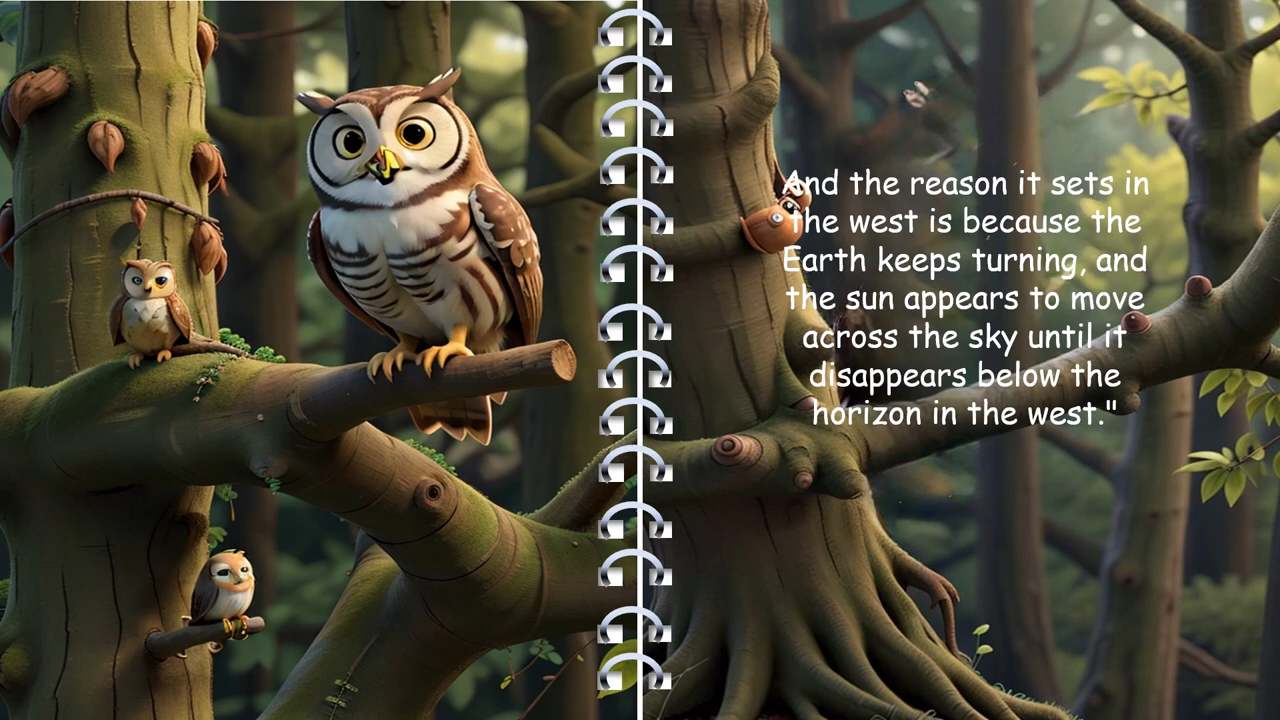 And the reason it sets in
the west is because the
Earth keeps turning, and
the sun appears to move
across the sky until it
disappears below the
horizon in the west."